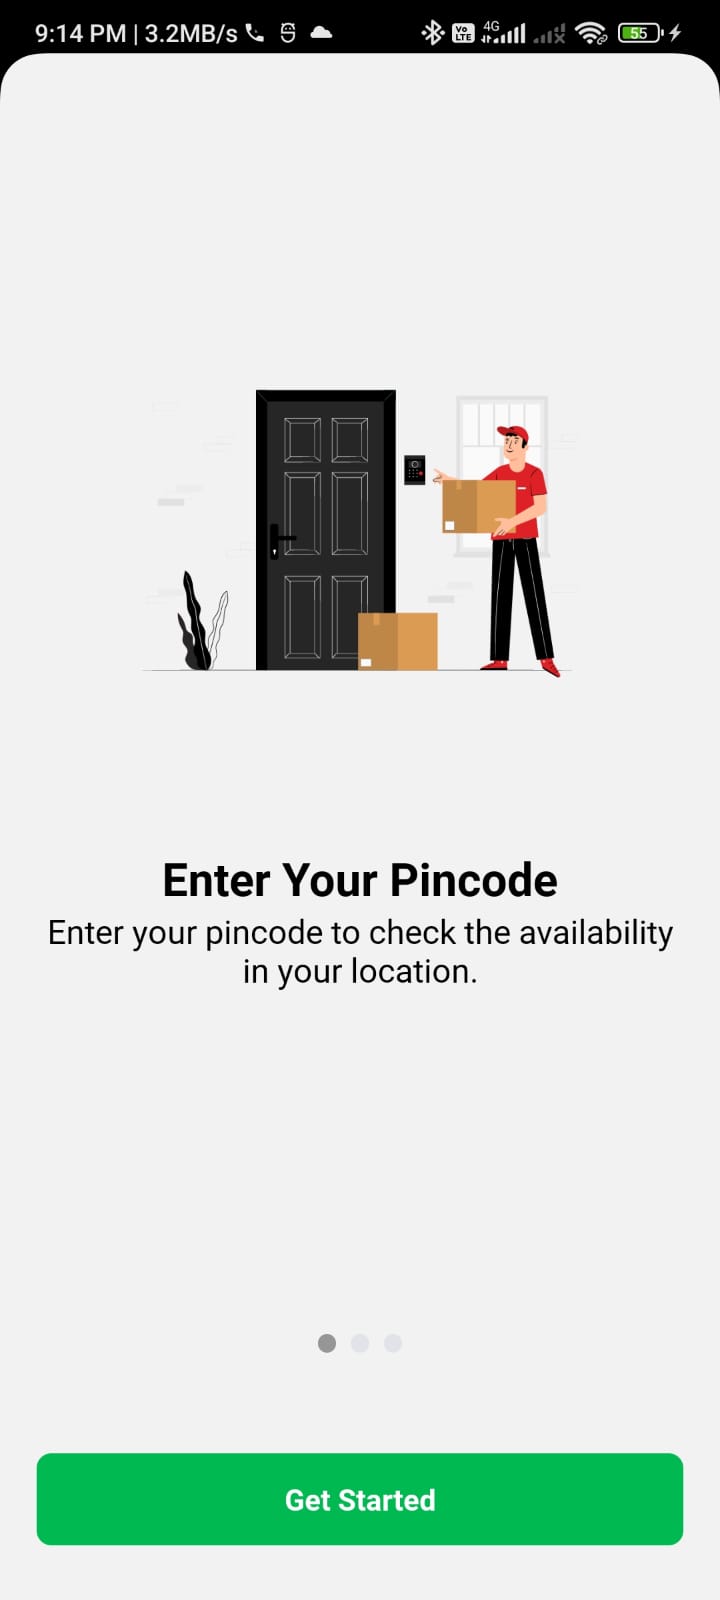 9:14 PM | 3.2MB/s Vo LTE 4G 55
Enter Your Pincode
Enter your pincode to check the availability
in your location.
Get Started